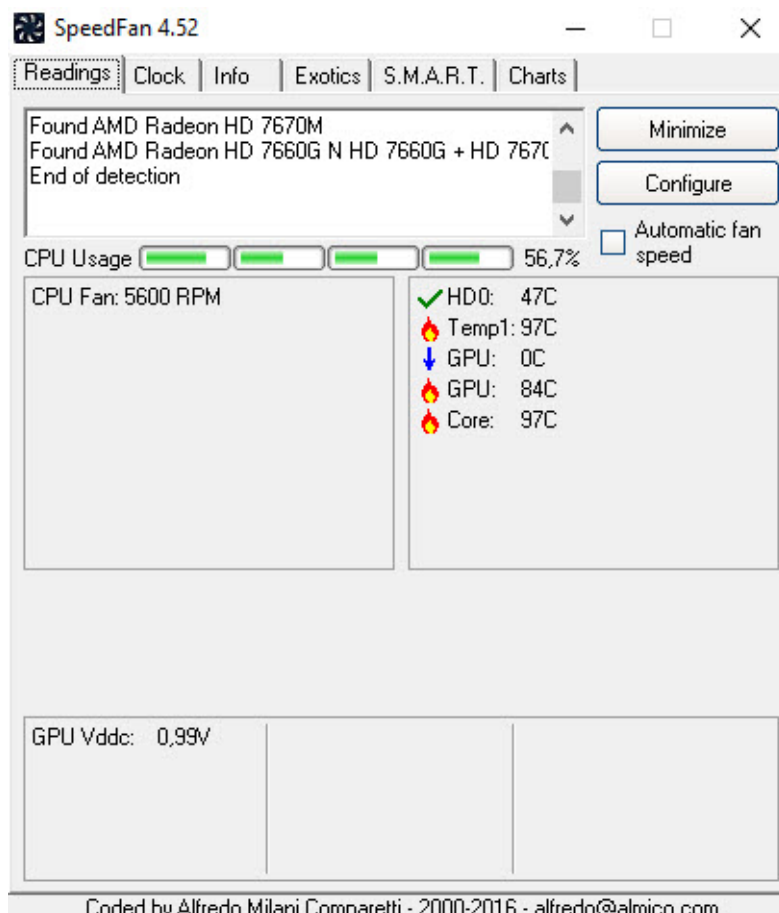 SpeedFan 4.52
Readings Clock Info Exotics S.M.A.R.T. Charts
Found AMD Radeon HD 7670M
Found AMD Radeon HD 7660G N HD 7660G + HD 767(
End of detection
Minimize
Configure
Automatic fan
speed
CPU Usage 56,7%
CPU Fan: 5600 RPM
HD0: 47C
Temp1: 97C
GPU: 0C
GPU: 84C
Core: 97C
GPU Vddc: 0,99V
Coded by Alfredo Milani Comparetti - 2000-2016 - alfredo@almico.com